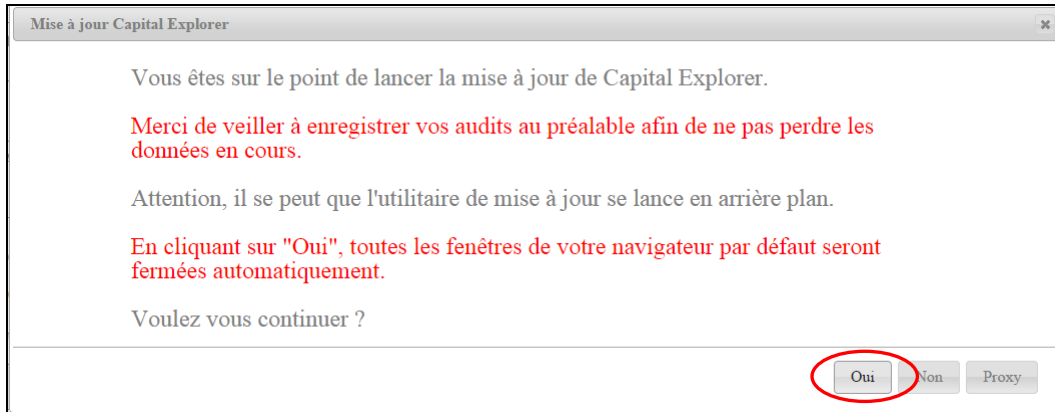 Mise à jour Capital Explorer
Vous êtes sur le point de lancer la mise à jour de Capital Explorer.
Merci de veiller à enregistrer vos audits au préalable afin de ne pas perdre les
données en cours.
Attention, il se peut que l'utilitaire de mise à jour se lance en arrière plan.
En cliquant sur "Oui", toutes les fenêtres de votre navigateur par défaut seront
fermées automatiquement.
Voulez vous continuer ?
Oui Non Proxy